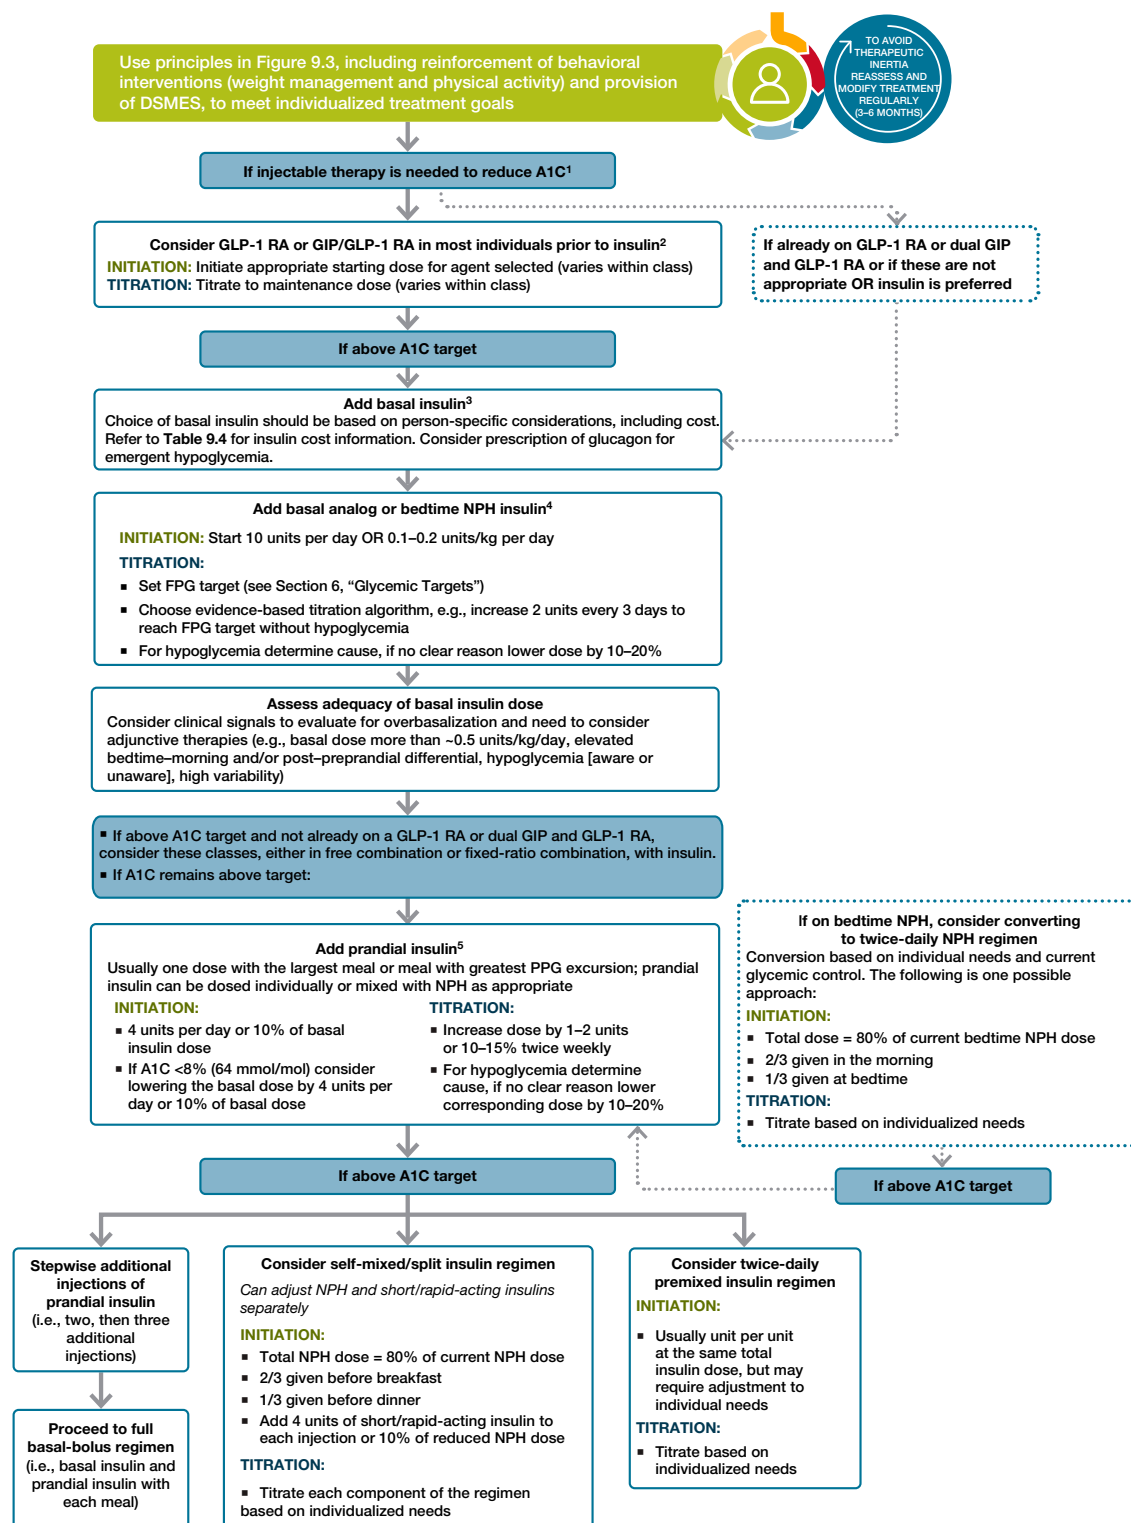 Use principles in Figure 9.3, including reinforcement of behavioral
interventions (weight management and physical activity) and provision
of DSMES, to meet individualized treatment goals
TO AVOID
THERAPEUTIC
INERTIA
REASSESS AND
MODIFY TREATMENT
REGULARLY
(3–6 MONTHS)
If injectable therapy is needed to reduce A1C¹
Consider GLP-1 RA or GIP/GLP-1 RA in most individuals prior to insulin²
INITIATION: Initiate appropriate starting dose for agent selected (varies within class)
TITRATION: Titrate to maintenance dose (varies within class)
If already on GLP-1 RA or dual GIP
and GLP-1 RA or if these are not
appropriate OR insulin is preferred
If above A1C target
Add basal insulin³
Choice of basal insulin should be based on person-specific considerations, including cost.
Refer to Table 9.4 for insulin cost information. Consider prescription of glucagon for
emergent hypoglycemia.
Add basal analog or bedtime NPH insulin⁴
INITIATION: Start 10 units per day OR 0.1–0.2 units/kg per day
TITRATION:
▪ Set FPG target (see Section 6, “Glycemic Targets”)
▪ Choose evidence-based titration algorithm, e.g., increase 2 units every 3 days to
reach FPG target without hypoglycemia
▪ For hypoglycemia determine cause, if no clear reason lower dose by 10–20%
Assess adequacy of basal insulin dose
Consider clinical signals to evaluate for overbasalization and need to consider
adjunctive therapies (e.g., basal dose more than ~0.5 units/kg/day, elevated
bedtime–morning and/or post–preprandial differential, hypoglycemia [aware or
unaware], high variability)
▪ If above A1C target and not already on a GLP-1 RA or dual GIP and GLP-1 RA,
consider these classes, either in free combination or fixed-ratio combination, with insulin.
▪ If A1C remains above target:
Add prandial insulin⁵
Usually one dose with the largest meal or meal with greatest PPG excursion; prandial
insulin can be dosed individually or mixed with NPH as appropriate
INITIATION:
▪ 4 units per day or 10% of basal
insulin dose
▪ If A1C <8% (64 mmol/mol) consider
lowering the basal dose by 4 units per
day or 10% of basal dose
TITRATION:
▪ Increase dose by 1–2 units
or 10–15% twice weekly
▪ For hypoglycemia determine
cause, if no clear reason lower
corresponding dose by 10–20%
If on bedtime NPH, consider converting
to twice-daily NPH regimen
Conversion based on individual needs and current
glycemic control. The following is one possible
approach:
INITIATION:
▪ Total dose = 80% of current bedtime NPH dose
▪ 2/3 given in the morning
▪ 1/3 given at bedtime
TITRATION:
▪ Titrate based on individualized needs
If above A1C target
If above A1C target
Stepwise additional
injections of
prandial insulin
(i.e., two, then three
additional
injections)
Proceed to full
basal-bolus regimen
(i.e., basal insulin and
prandial insulin with
each meal)
Consider self-mixed/split insulin regimen
Can adjust NPH and short/rapid-acting insulins
separately
INITIATION:
▪ Total NPH dose = 80% of current NPH dose
▪ 2/3 given before breakfast
▪ 1/3 given before dinner
▪ Add 4 units of short/rapid-acting insulin to
each injection or 10% of reduced NPH dose
TITRATION:
▪ Titrate each component of the regimen
based on individualized needs
Consider twice-daily
premixed insulin regimen
INITIATION:
▪ Usually unit per unit
at the same total
insulin dose, but may
require adjustment to
individual needs
TITRATION:
▪ Titrate based on
individualized needs